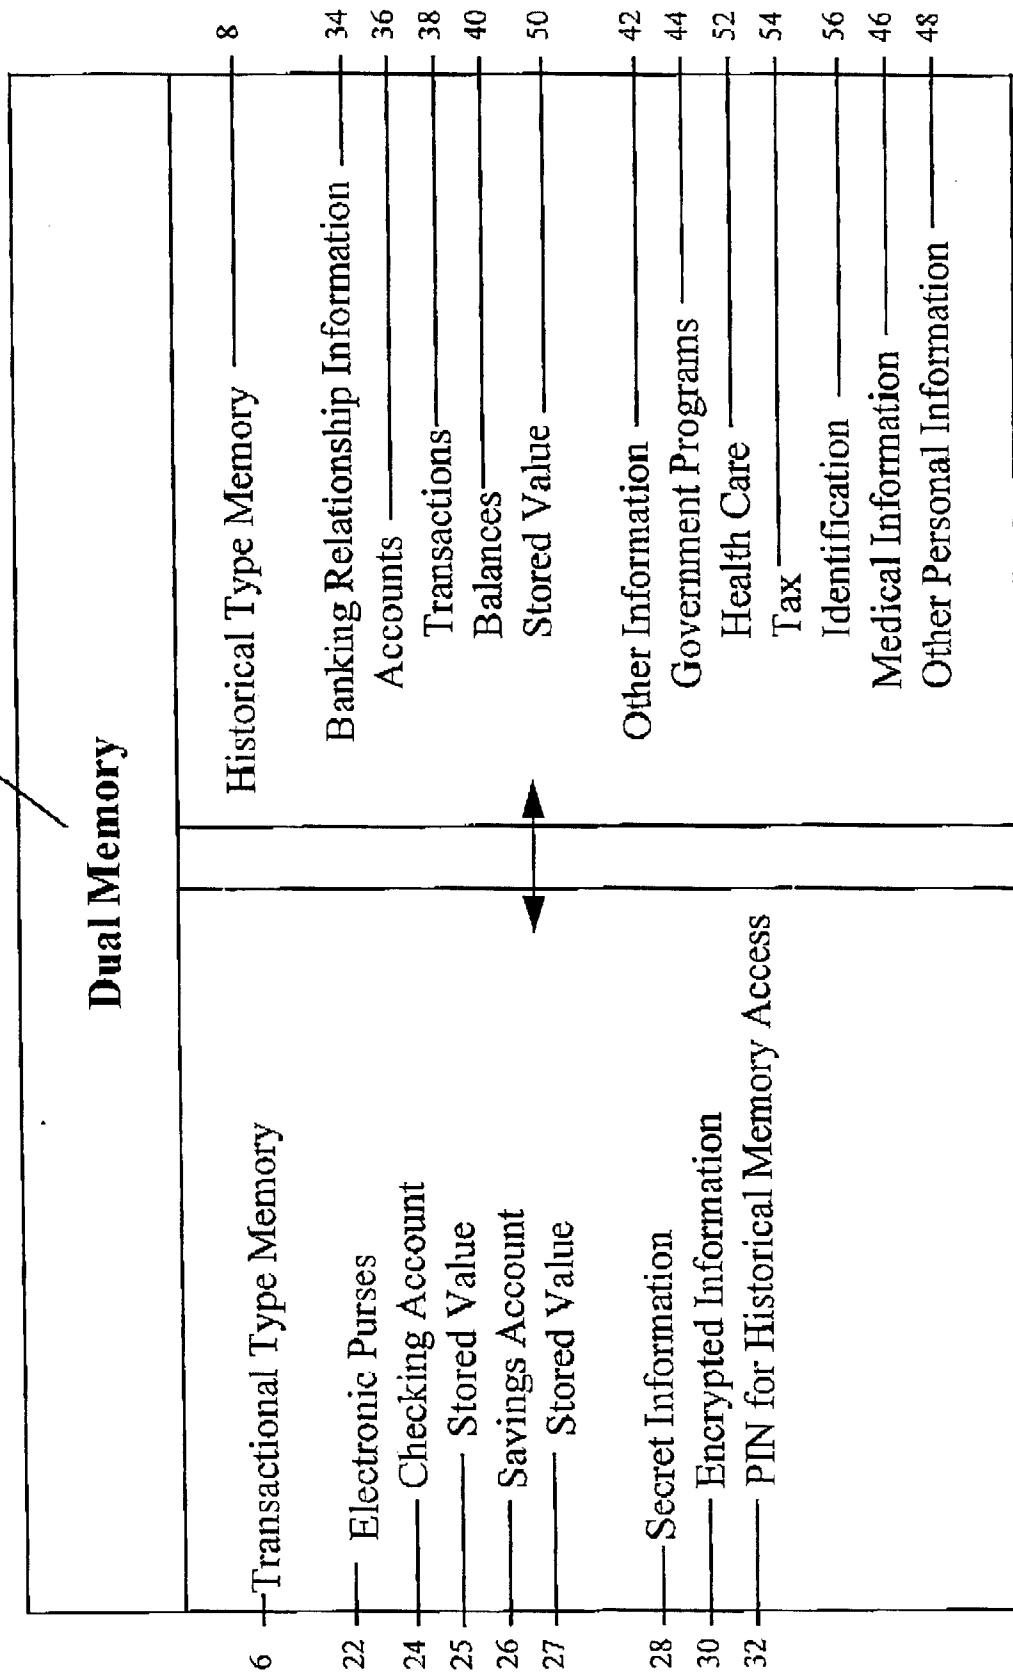 Dual Memory
6 Transactional Type Memory
22 Electronic Purses
24 Checking Account
25 Stored Value
26 Savings Account
27 Stored Value
28 Secret Information
30 Encrypted Information
32 PIN for Historical Memory Access
Historical Type Memory 8
Banking Relationship Information 34
Accounts 36
Transactions 38
Balances 40
Stored Value 50
Other Information 42
Government Programs 44
Health Care 52
Tax 54
Identification 56
Medical Information 46
Other Personal Information 48